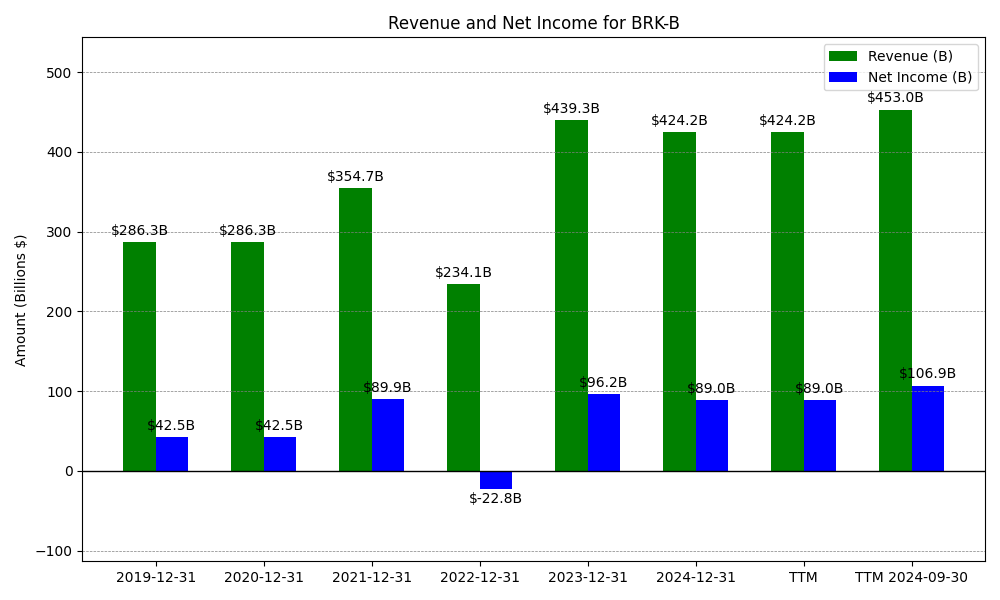 Revenue and Net Income for BRK-B
Revenue (B)
Net Income (B)
Amount (Billions $)
500
400
300
200
100
0
−100
$286.3B
$286.3B
$354.7B
$234.1B
$439.3B
$424.2B
$424.2B
$453.0B
$42.5B
$42.5B
$89.9B
$-22.8B
$96.2B
$89.0B
$89.0B
$106.9B
2019-12-31
2020-12-31
2021-12-31
2022-12-31
2023-12-31
2024-12-31
TTM
TTM 2024-09-30